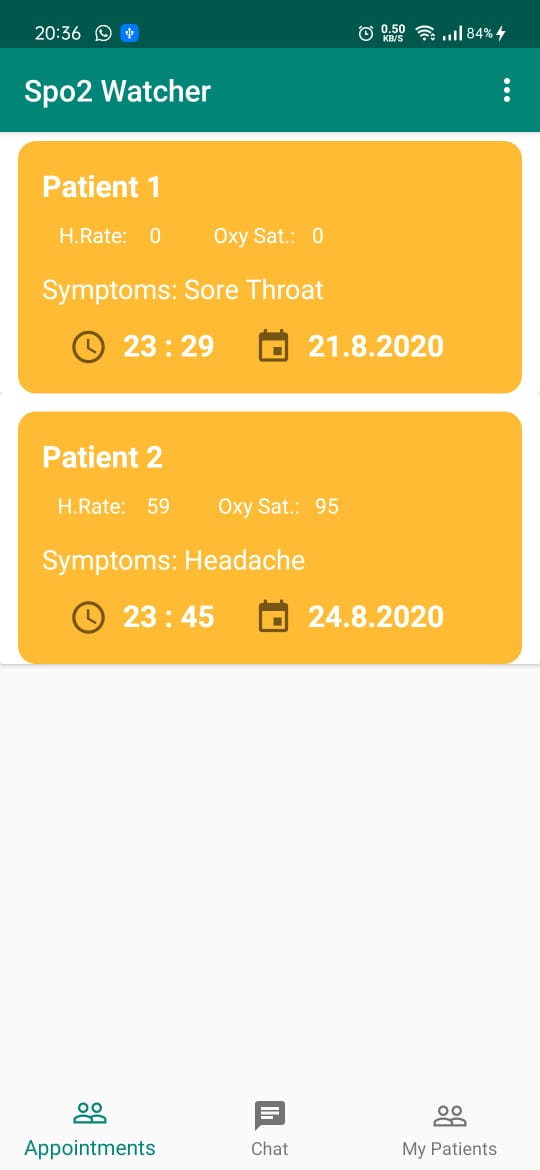 20:36 0.50 KB/S 84%
Spo2 Watcher
Patient 1
H.Rate: 0 Oxy Sat.: 0
Symptoms: Sore Throat
23 : 29 21.8.2020
Patient 2
H.Rate: 59 Oxy Sat.: 95
Symptoms: Headache
23 : 45 24.8.2020
Appointments Chat My Patients